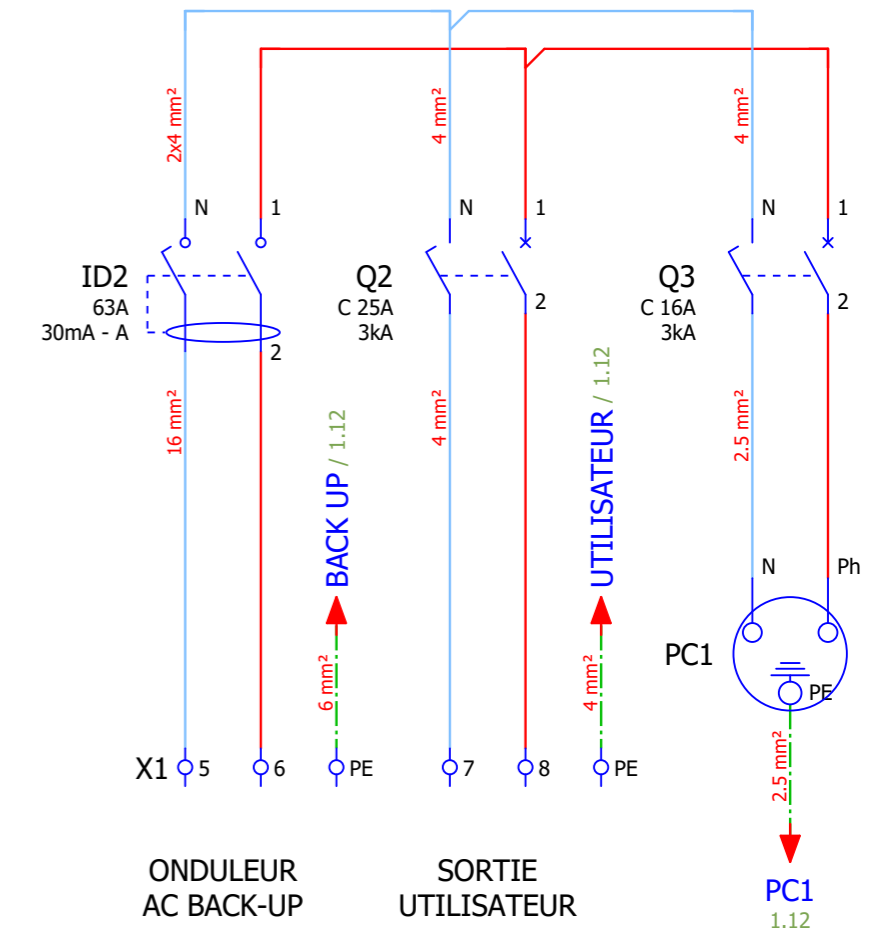 2x4 mm²
4 mm²
4 mm²
N
1
N
1
N
1
ID2
63A
30mA - A
2
Q2
C 25A
3kA
2
Q3
C 16A
3kA
2
16 mm²
4 mm²
2.5 mm²
BACK UP / 1.12
UTILISATEUR / 1.12
N
Ph
PC1
PE
6 mm²
4 mm²
2.5 mm²
X1
5
6
PE
7
8
PE
ONDULEUR
AC BACK-UP
SORTIE
UTILISATEUR
PC1
1.12